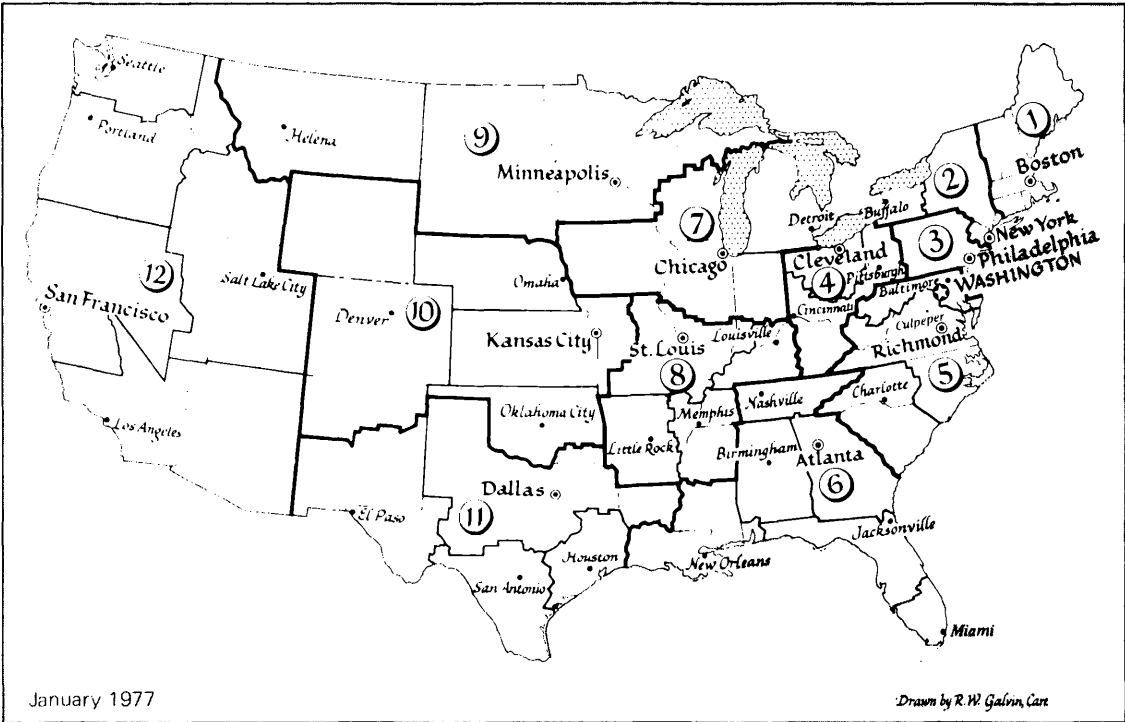 Seattle
Portland
Helena
9
Minneapolis
1
Boston
2
Detroit
Buffalo
7
New York
3
Philadelphia
Cleveland
Chicago
4
Pittsburgh
WASHINGTON
Baltimore
Omaha
Cincinnati
12
Salt Lake City
San Francisco
10
Denver
Culpeper
Kansas City
Louisville
Richmond
St. Louis
8
5
Charlotte
Nashville
Oklahoma City
Memphis
Los Angeles
Little Rock
Birmingham
Atlanta
6
Dallas
11
El Paso
Jacksonville
Houston
New Orleans
San Antonio
Miami
January 1977
Drawn by R.W. Galvin, Cart.